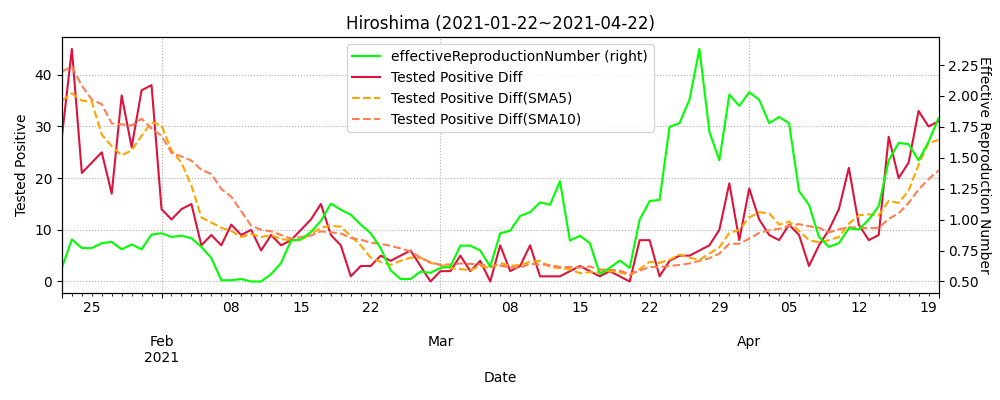 Hiroshima (2021-01-22~2021-04-22)
effectiveReproductionNumber (right)
Tested Positive Diff
Tested Positive Diff(SMA5)
Tested Positive Diff(SMA10)
Tested Positive
40
30
20
10
0
Effective Reproduction Number
2.25
2.00
1.75
1.50
1.25
1.00
0.75
0.50
25 08 15 22 08 15 22 29 05 12 19
Feb Mar Apr
2021
Date